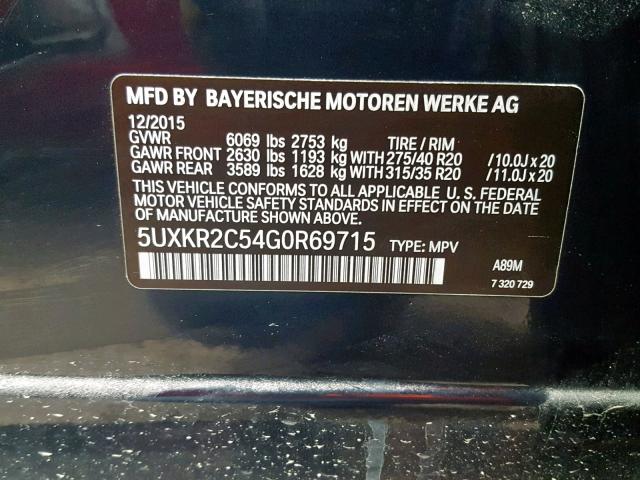 MFD BY BAYERISCHE MOTOREN WERKE AG
12/2015
GVWR 6069 lbs 2753 kg TIRE / RIM
GAWR FRONT 2630 lbs 1193 kg WITH 275/40 R20 /10.0J x 20
GAWR REAR 3589 lbs 1628 kg WITH 315/35 R20 /11.0J x 20
THIS VEHICLE CONFORMS TO ALL APPLICABLE U. S. FEDERAL
MOTOR VEHICLE SAFETY STANDARDS IN EFFECT ON THE
DATE OF MANUFACTURE SHOWN ABOVE.
5UXKR2C54G0R69715 TYPE: MPV
A89M
7 320 729